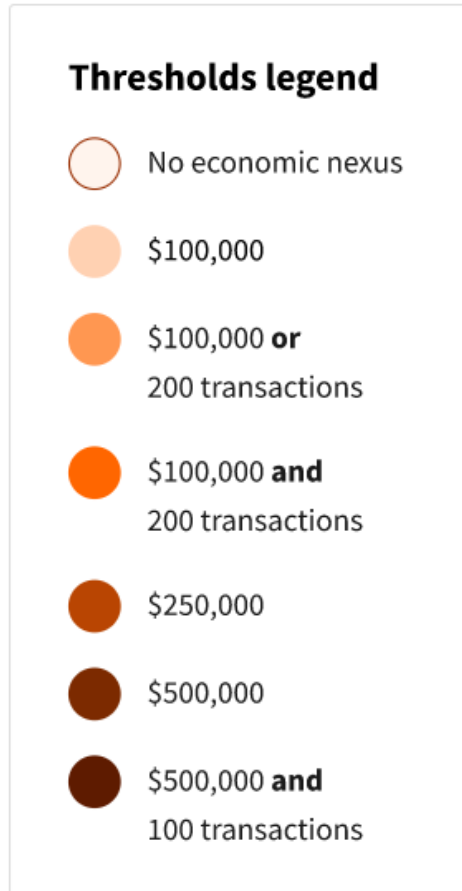 Thresholds legend
No economic nexus
$100,000
$100,000 or
200 transactions
$100,000 and
200 transactions
$250,000
$500,000
$500,000 and
100 transactions